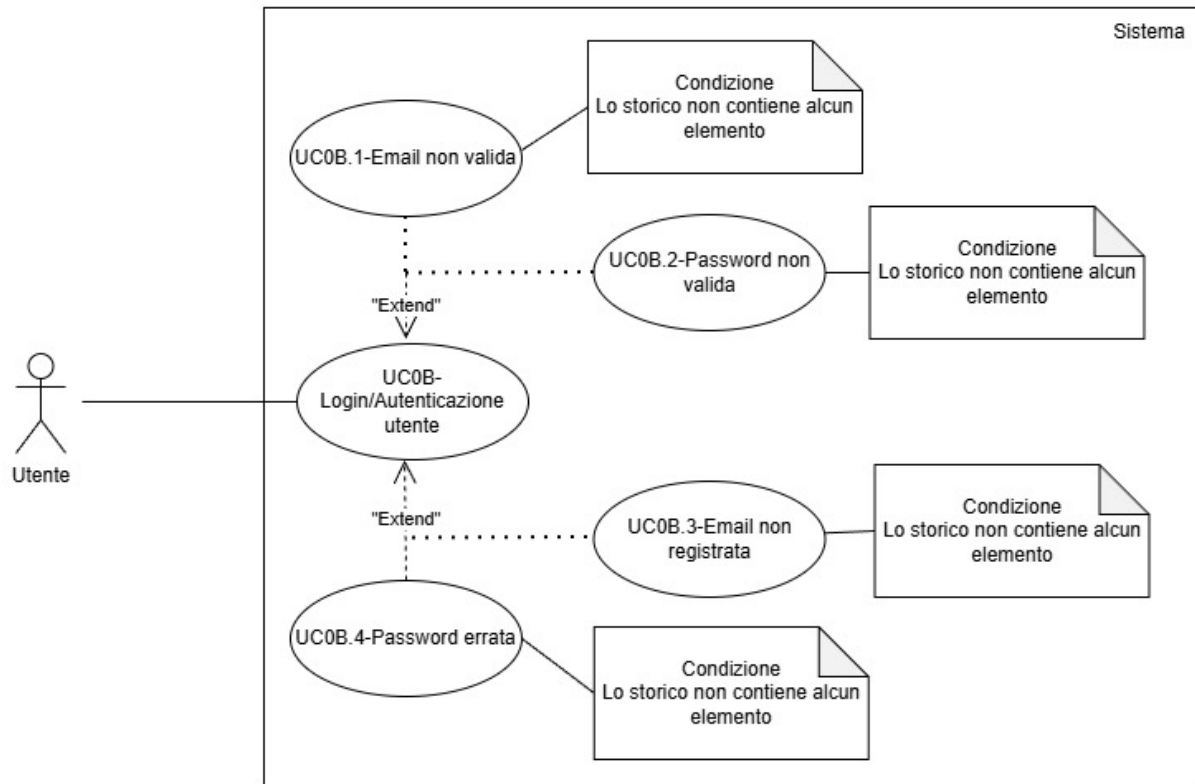 Sistema
Condizione
Lo storico non contiene alcun
elemento
UC0B.1-Email non valida
Condizione
Lo storico non contiene alcun
elemento
UC0B.2-Password non
valida
"Extend"
UC0B-
Login/Autenticazione
utente
Utente
"Extend"
UC0B.3-Email non
registrata
Condizione
Lo storico non contiene alcun
elemento
UC0B.4-Password errata
Condizione
Lo storico non contiene alcun
elemento